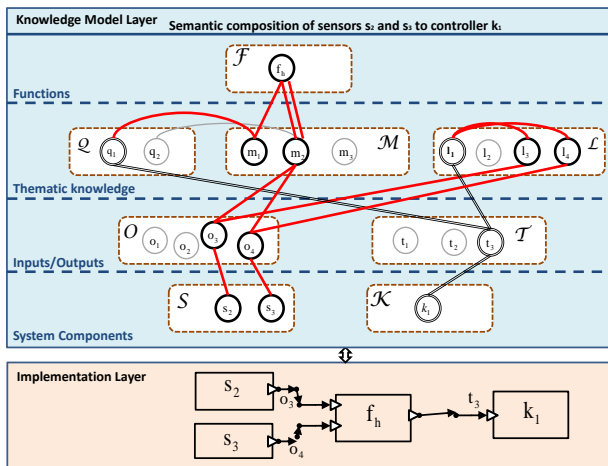 Knowledge Model Layer
Semantic composition of sensors s₂ and s₃ to controller k₁
ℱ
f_h
Functions
𝒬
q₁
q₂
m₁
m₂
m₃
ℳ
l₁
l₂
l₃
l₄
ℒ
Thematic knowledge
O
o₁
o₂
o₃
o₄
t₁
t₂
t₃
𝒯
Inputs/Outputs
S
s₂
s₃
𝒦
k₁
System Components
Implementation Layer
s₂
o₃
f_h
t₃
k₁
s₃
o₄